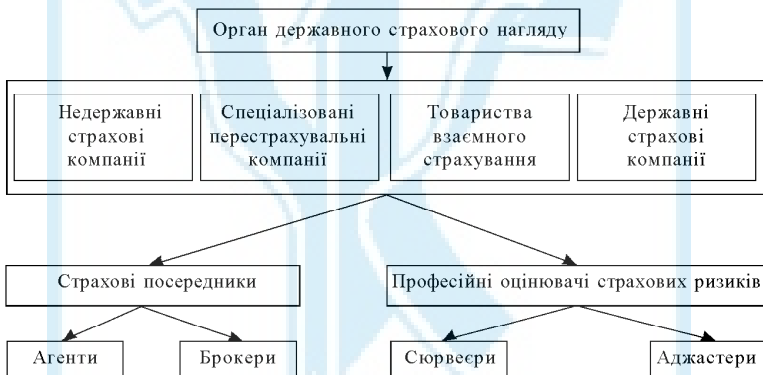 Орган державного страхового нагляду
Недержавні
страхові
компанії
Спеціалізовані
перестрахувальні
компанії
Товариства
взаємного
страхування
Державні
страхові
компанії
Страхові посередники
Професійні оцінювачі страхових ризиків
Агенти
Брокери
Сюрвеєри
Аджастери